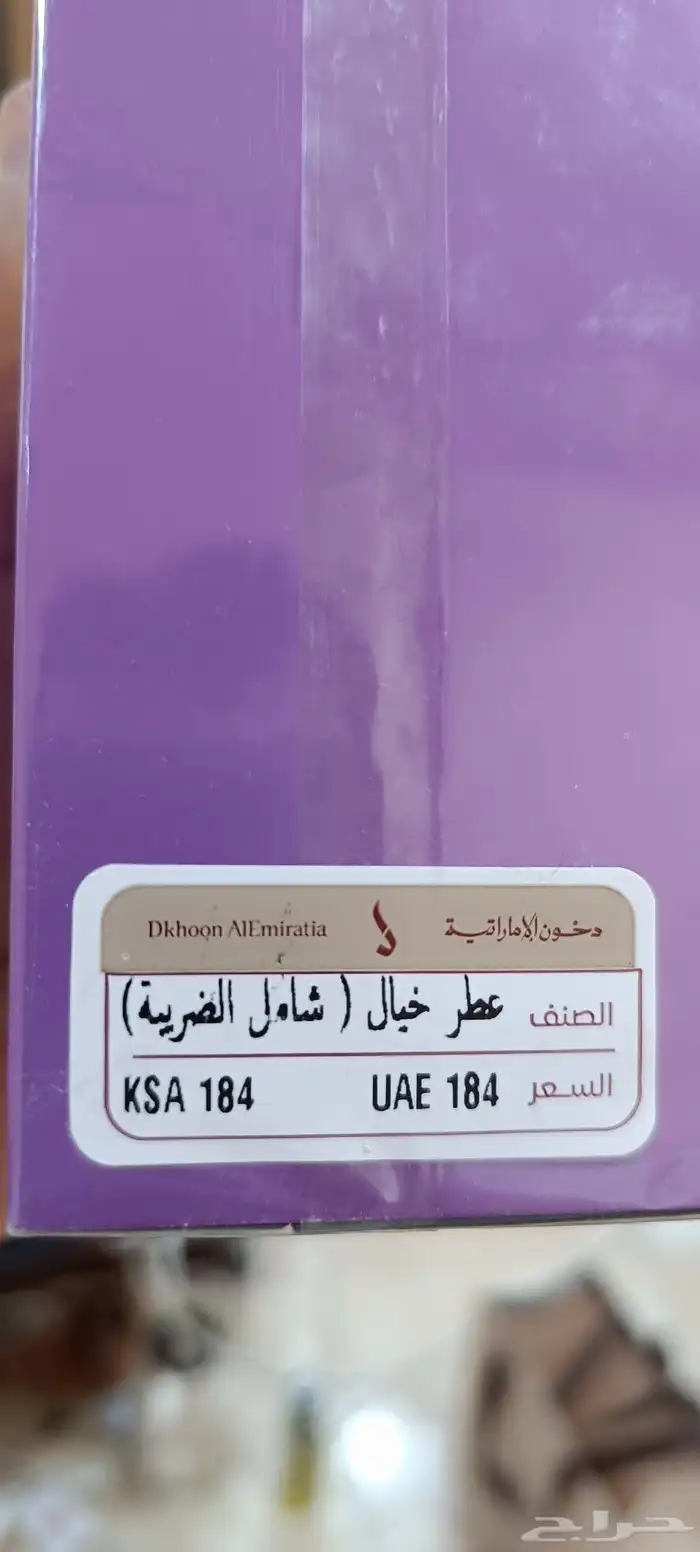 Dkhoon AlEmiratia دخون الإماراتية
الصنف عطر خيال ( شامل الضريبة)
السعر UAE 184 KSA 184
حراج